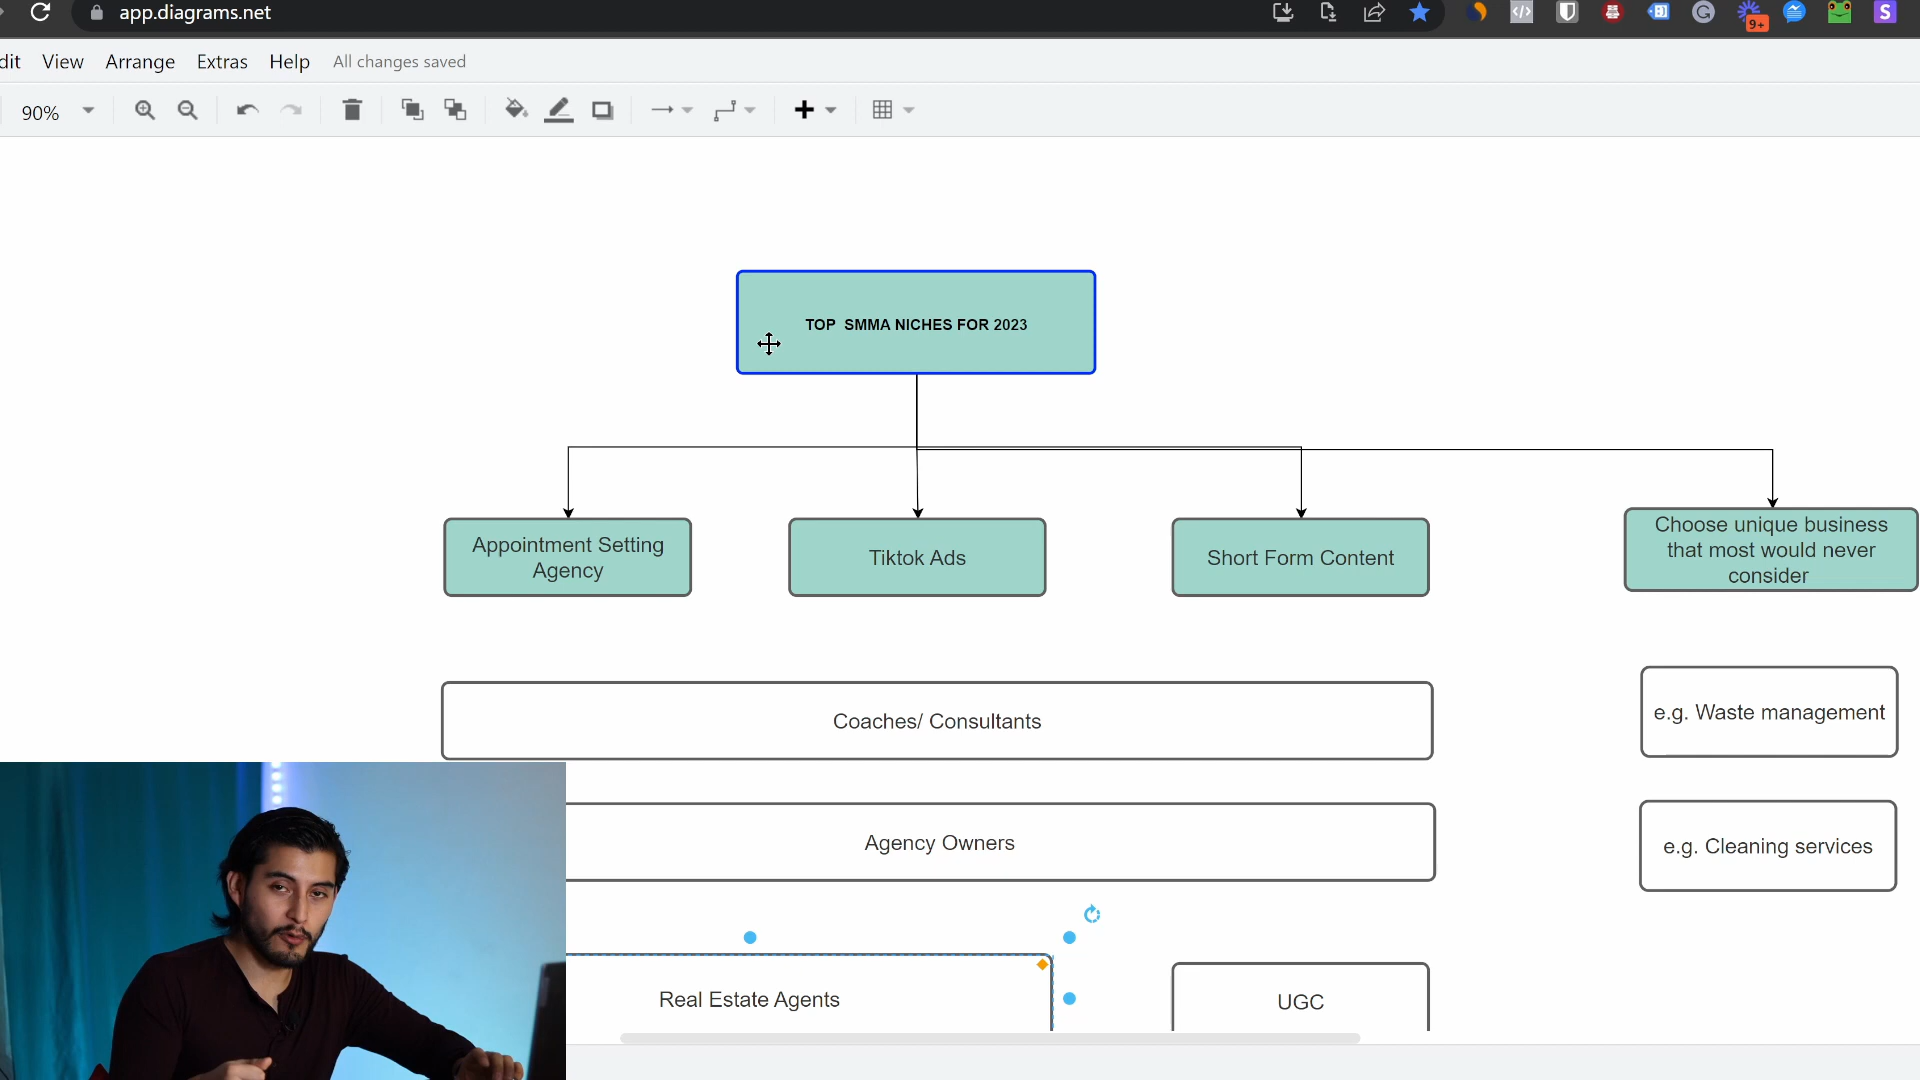 app.diagrams.net
9+
S
dit View Arrange Extras Help All changes saved
90%
TOP SMMA NICHES FOR 2023
Appointment Setting
Agency
Tiktok Ads
Short Form Content
Choose unique business
that most would never
consider
Coaches/ Consultants
e.g. Waste management
Agency Owners
e.g. Cleaning services
Real Estate Agents
UGC